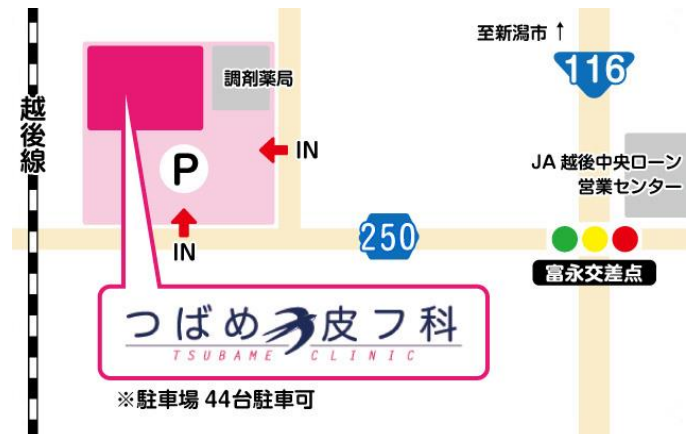 至新潟市↑
116
調剤薬局
越後線
IN
P
JA 越後中央ローン
営業センター
250
IN
富永交差点
つばめ皮フ科
TSUBAME CLINIC
※駐車場 44台駐車可